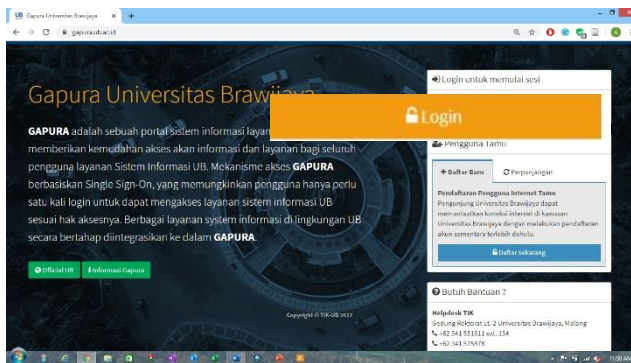 Gapura Universitas Brawijaya
gapura.ub.ac.id
Gapura Universitas Brawijaya
GAPURA adalah sebuah portal sistem informasi layanan
memberikan kemudahan akses akan informasi dan layanan bagi seluruh
pengguna layanan Sistem Informasi UB. Mekanisme akses GAPURA
berbasiskan Single Sign-On, yang memungkinkan pengguna hanya perlu
satu kali login untuk dapat mengakses layanan sistem informasi UB
sesuai hak aksesnya. Berbagai layanan system informasi di lingkungan UB
secara bertahap diintegrasikan ke dalam GAPURA.
Official UB
Informasi Gapura
Copyright © TIK-UB 2017
Login untuk memulai sesi
Login
Pengguna Tamu
Daftar Baru
Perpanjangan
Pendaftaran Pengguna Internet Tamu
Pengunjung Universitas Brawijaya dapat
memanfaatkan koneksi internet di kawasan
Universitas Brawijaya dengan melakukan pendaftaran
akun sementara terlebih dahulu.
Daftar sekarang
Butuh Bantuan ?
Helpdesk TIK
Gedung Rektorat Lt. 2 Universitas Brawijaya, Malang
+62 341 551611 ext. 134
+62 341 575878
11:50 AM